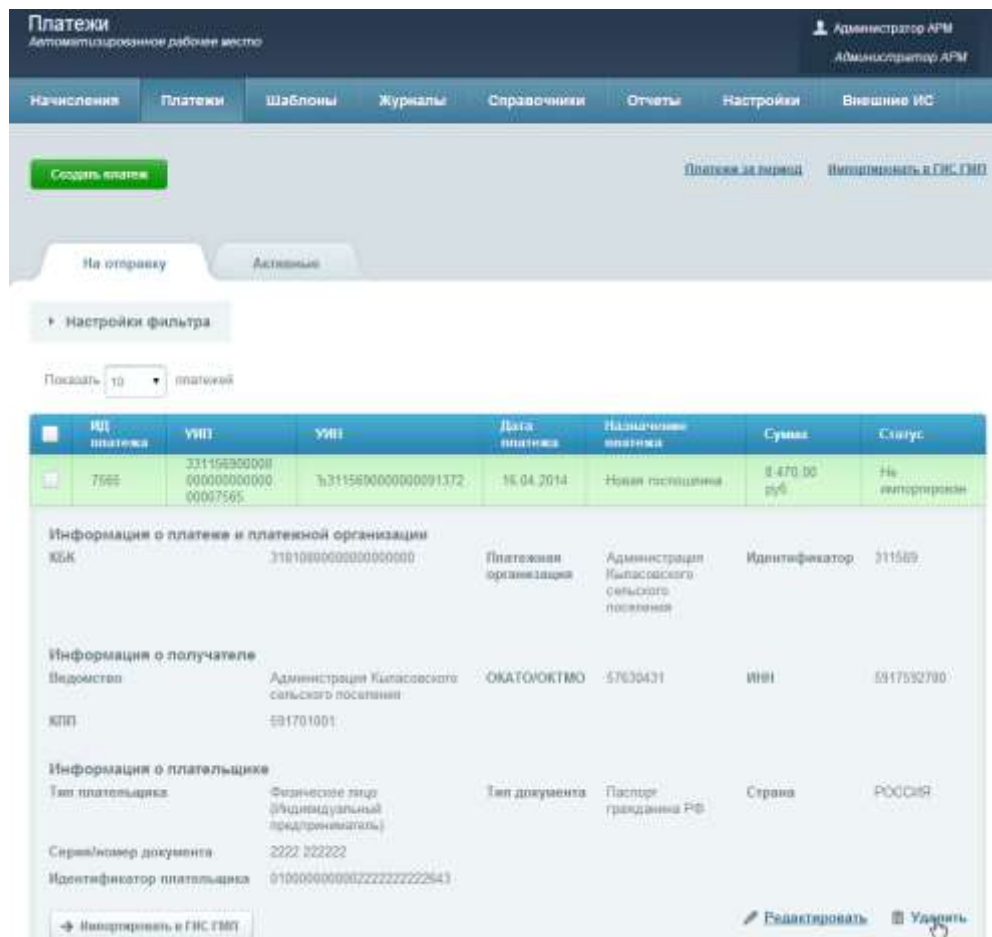 Платежи
Автоматизированное рабочее место
Администратор АРМ
Администратор АРМ
Начисления Платежи Шаблоны Журналы Справочники Отчеты Настройки Внешние ИС
Создать платеж
Платежи за период Импортировать в ГИС ГМП
На отправку Активные
Настройки фильтра
Показать 10 платежей
ИД платежа УИП УИН Дата платежа Назначение платежа Сумма Статус
7565 16.04.2014 Новая госпошлина 8 470.00 руб. Не импортирован
Информация о платеже и платежной организации
КБК Платежная организация Администрация Кыласовского сельского поселения Идентификатор 311569
Информация о получателе
Ведомство Администрация Кыласовского сельского поселения ОКАТО/ОКТМО 57630431 ИНН 5917592780
КПП 591701001
Информация о плательщике
Тип плательщика Физическое лицо (Индивидуальный предприниматель) Тип документа Паспорт гражданина РФ Страна РОССИЯ
Серия/номер документа 2222 222222
Идентификатор плательщика
Импортировать в ГИС ГМП Редактировать Удалить